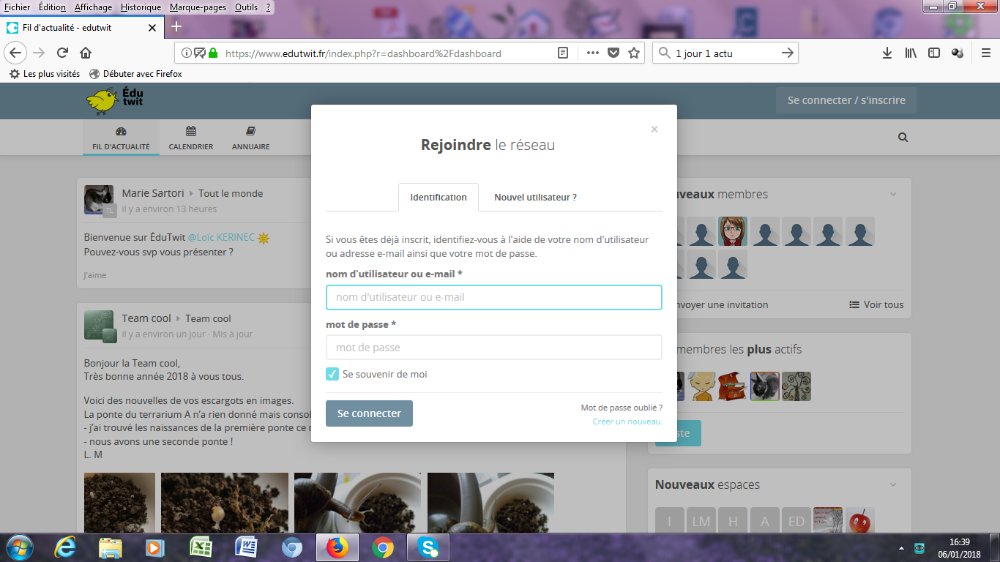 Fichier Édition Affichage Historique Marque-pages Outils ?
Fil d'actualité - edutwit
https://www.edutwit.fr/index.php?r=dashboard%2Fdashboard
1 jour 1 actu
Les plus visités
Débuter avec Firefox
Édu
twit
Se connecter / s'inscrire
FIL D'ACTUALITÉ
CALENDRIER
ANNUAIRE
Rejoindre le réseau
×
Identification
Nouvel utilisateur ?
Si vous êtes déjà inscrit, identifiez-vous à l'aide de votre nom d'utilisateur
ou adresse e-mail ainsi que votre mot de passe.
nom d'utilisateur ou e-mail *
nom d'utilisateur ou e-mail
mot de passe *
mot de passe
Se souvenir de moi
Se connecter
Mot de passe oublié ?
Créer un nouveau.
Marie Sartori Tout le monde
TL
il y a environ 13 heures
Bienvenue sur ÉduTwit @Loïc KERINEC
Pouvez-vous svp vous présenter ?
J'aime
Team cool Team cool
il y a environ un jour · Mis à jour
Bonjour la Team cool,
Très bonne année 2018 à vous tous.
Voici des nouvelles de vos escargots en images.
La ponte du terrarium A n'a rien donné mais consol
- j'ai trouvé les naissances de la première ponte ce
- nous avons une seconde ponte !
L. M
uveaux membres
nvoyer une invitation
Voir tous
membres les plus actifs
ste
Nouveaux espaces
I LM H A ED
16:39
06/01/2018